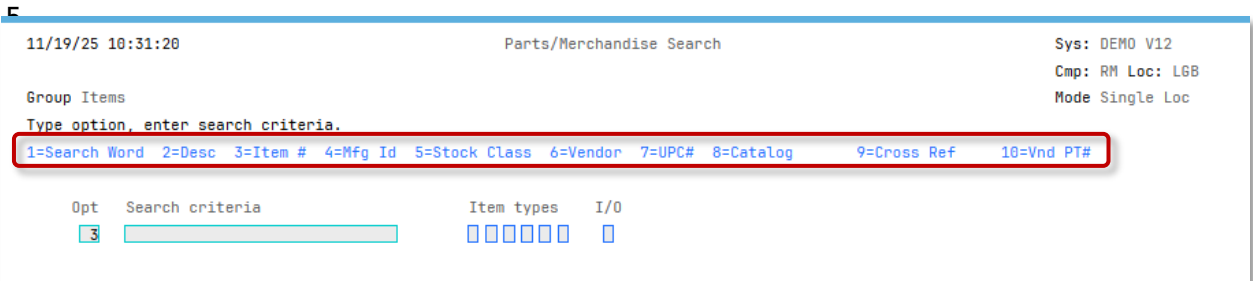 5
11/19/25 10:31:20 Parts/Merchandise Search Sys: DEMO V12
Cmp: RM Loc: LGB
Group Items Mode Single Loc
Type option, enter search criteria.
1=Search Word 2=Desc 3=Item # 4=Mfg Id 5=Stock Class 6=Vendor 7=UPC# 8=Catalog 9=Cross Ref 10=Vnd PT#
Opt Search criteria Item types I/O
3